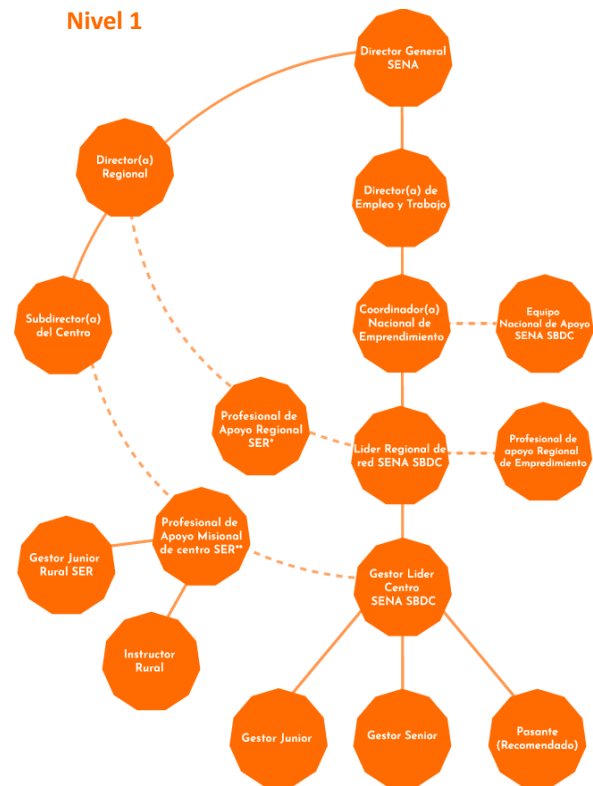 Nivel 1
Director General
SENA
Director(a)
Regional
Director(a) de
Empleo y Trabajo
Subdirector(a)
del Centro
Coordinador(a)
Nacional de
Emprendimiento
Equipo
Nacional de Apoyo
SENA SBDC
Profesional de
Apoyo Regional
SER*
Lider Regional de
red SENA SBDC
Profesional de
apoyo Regional
de Empredimiento
Profesional de
Apoyo Misional
de centro SER**
Gestor Junior
Rural SER
Gestor Lider
Centro
SENA SBDC
Instructor
Rural
Gestor Junior
Gestor Senior
Pasante
(Recomendado)